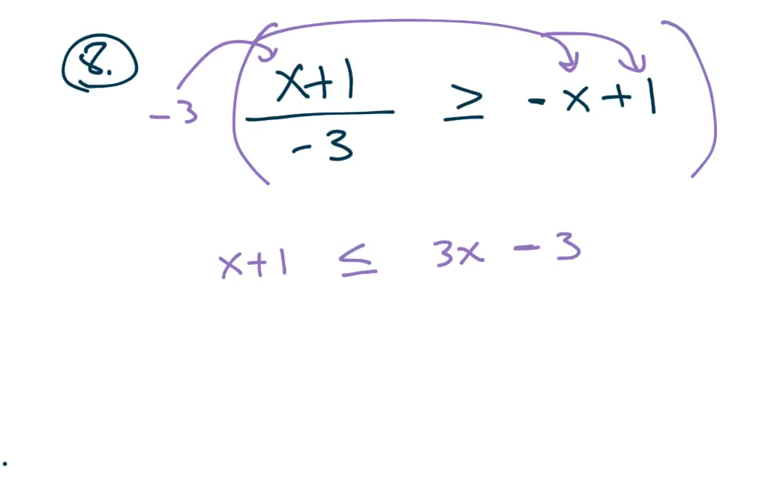 8.
x+1 ≥ -x+1
-3
-3
x+1 ≤ 3x - 3